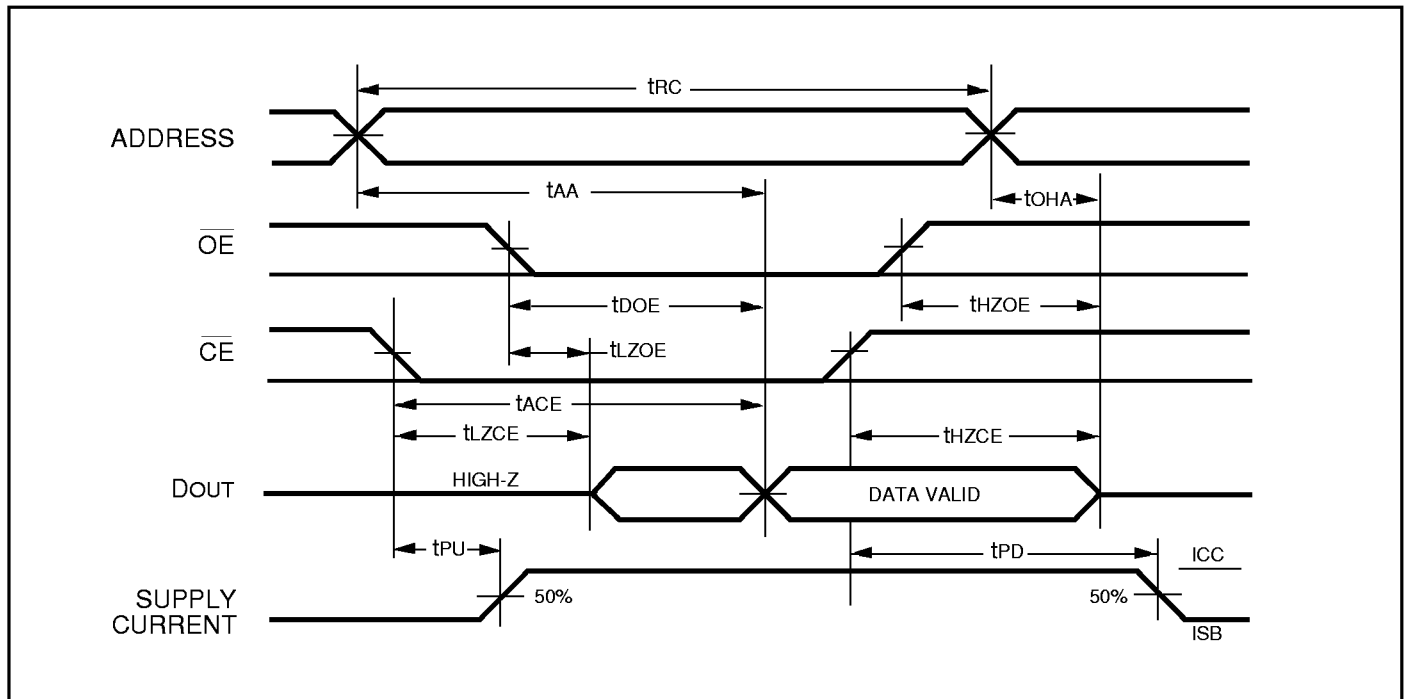 tRC
ADDRESS
tAA
tOHA
OE
tDOE
tHZOE
CE
tLZOE
tACE
tLZCE
tHZCE
DOUT
HIGH-Z
DATA VALID
tPU
tPD
ICC
SUPPLY
CURRENT
50%
50%
ISB